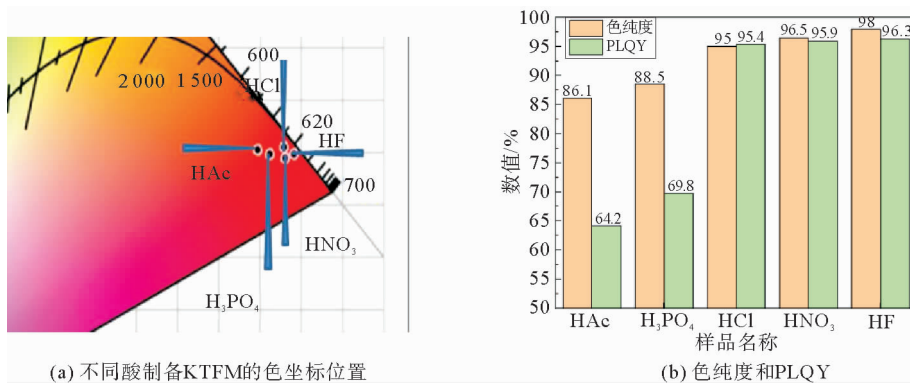 600
2 000
1 500
HCl
620
HF
HAc
700
HNO₃
H₃PO₄
(a) 不同酸制备KTFM的色坐标位置
100
95
90
85
80
75
70
65
60
55
50
数值/%
色纯度
PLQY
86.1
64.2
88.5
69.8
95
95.4
96.5
95.9
98
96.3
HAc
H₃PO₄
HCl
HNO₃
HF
样品名称
(b) 色纯度和PLQY